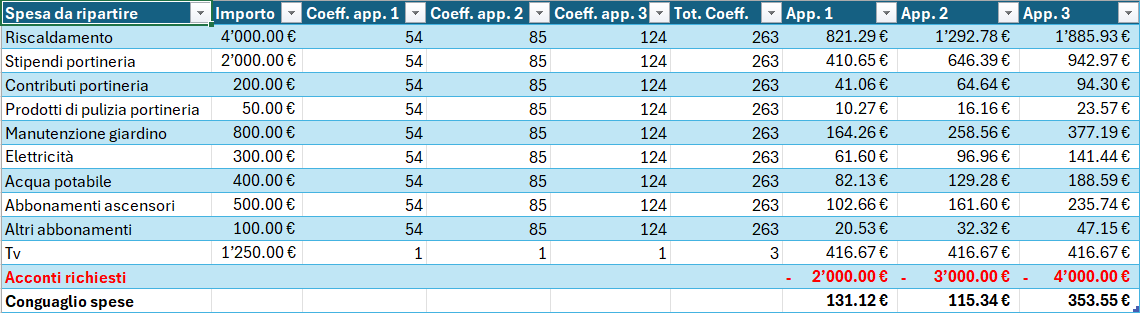 Spesa da ripartire Importo Coeff. app. 1 Coeff. app. 2 Coeff. app. 3 Tot. Coeff. App. 1 App. 2 App. 3
Riscaldamento 4’000.00 € 54 85 124 263 821.29 € 1’292.78 € 1’885.93 €
Stipendi portineria 2’000.00 € 54 85 124 263 410.65 € 646.39 € 942.97 €
Contributi portineria 200.00 € 54 85 124 263 41.06 € 64.64 € 94.30 €
Prodotti di pulizia portineria 50.00 € 54 85 124 263 10.27 € 16.16 € 23.57 €
Manutenzione giardino 800.00 € 54 85 124 263 164.26 € 258.56 € 377.19 €
Elettricità 300.00 € 54 85 124 263 61.60 € 96.96 € 141.44 €
Acqua potabile 400.00 € 54 85 124 263 82.13 € 129.28 € 188.59 €
Abbonamenti ascensori 500.00 € 54 85 124 263 102.66 € 161.60 € 235.74 €
Altri abbonamenti 100.00 € 54 85 124 263 20.53 € 32.32 € 47.15 €
Tv 1’250.00 € 1 1 1 3 416.67 € 416.67 € 416.67 €
Acconti richiesti - 2’000.00 € - 3’000.00 € - 4’000.00 €
Conguaglio spese 131.12 € 115.34 € 353.55 €